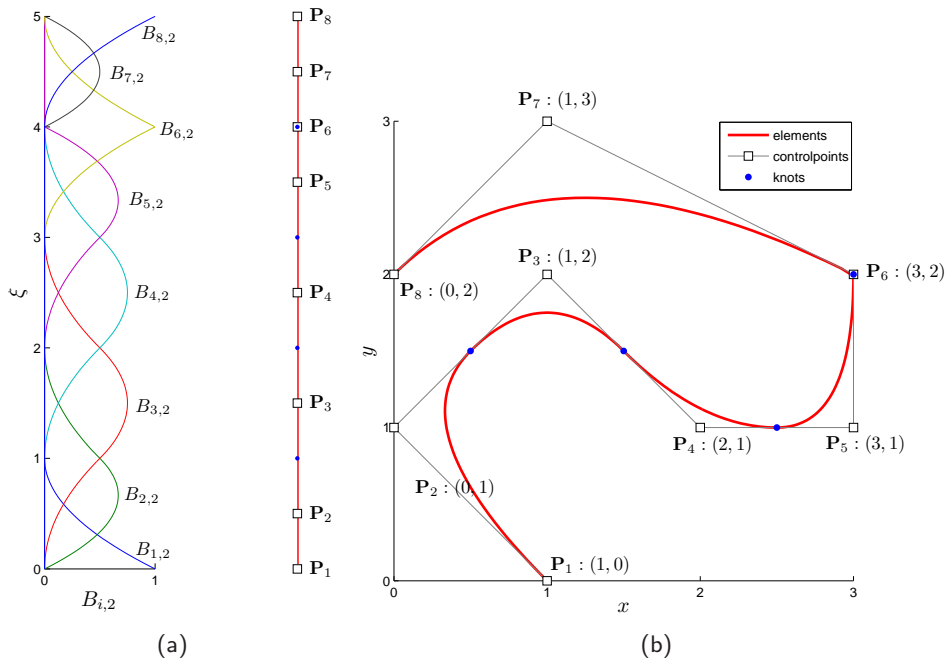 5
4
3
2
1
0
ξ
B8,2
B7,2
B6,2
B5,2
B4,2
B3,2
B2,2
B1,2
0
1
Bi,2
P8
P7
P6
P5
P4
P3
P2
P1
(a)
P7 : (1, 3)
3
elements
controlpoints
knots
P3 : (1, 2)
2
P8 : (0, 2)
P6 : (3, 2)
y
1
P4 : (2, 1)
P5 : (3, 1)
P2 : (0, 1)
P1 : (1, 0)
0
0
1
2
3
x
(b)